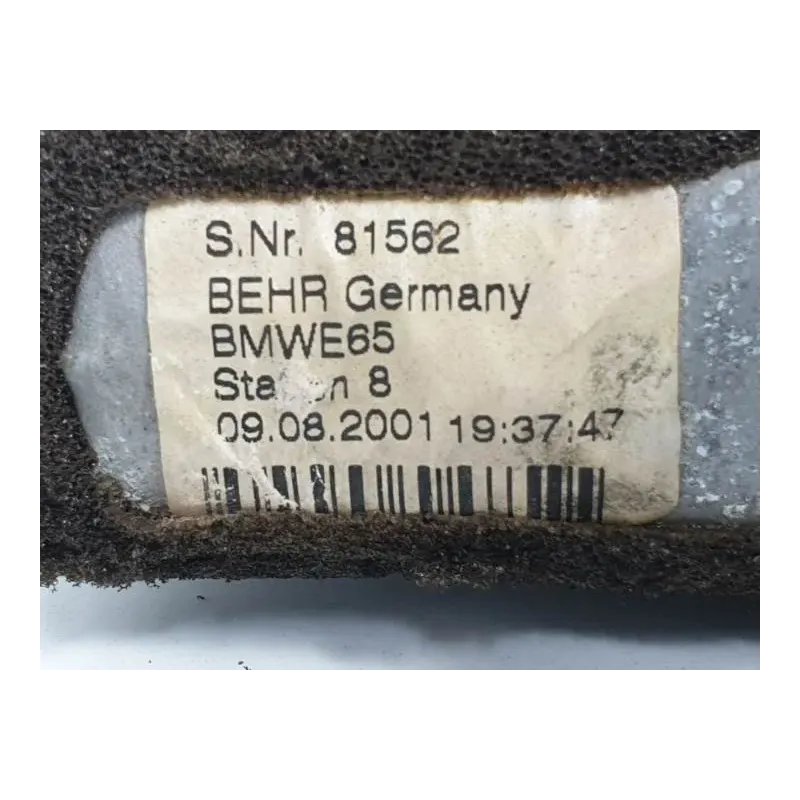 S.Nr. 81562
BEHR Germany
BMWE65
8
09.08.2001 19:37:47